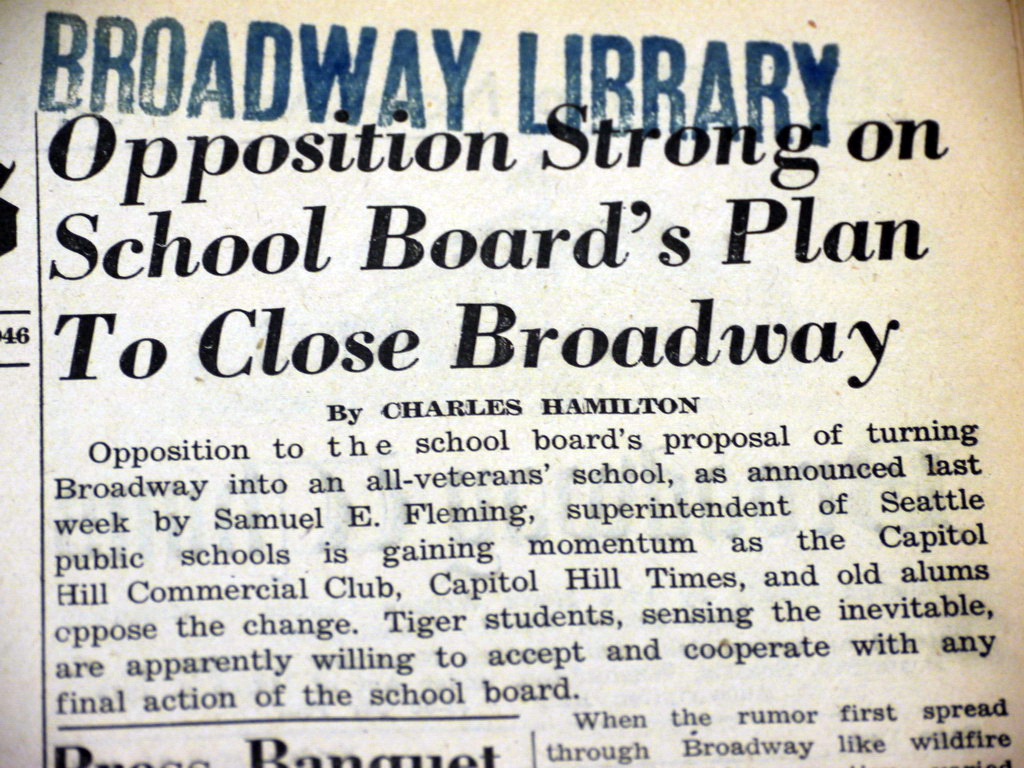 BROADWAY LIBRARY
Opposition Strong on
School Board's Plan
To Close Broadway
46
By CHARLES HAMILTON
Opposition to the school board's proposal of turning
Broadway into an all-veterans' school, as announced last
week by Samuel E. Fleming, superintendent of Seattle
public schools is gaining momentum as the Capitol
Hill Commercial Club, Capitol Hill Times, and old alums
cppose the change. Tiger students, sensing the inevitable,
are apparently willing to accept and cooperate with any
final action of the school board.
Press Banquet
When the rumor first spread
through Broadway like wildfire